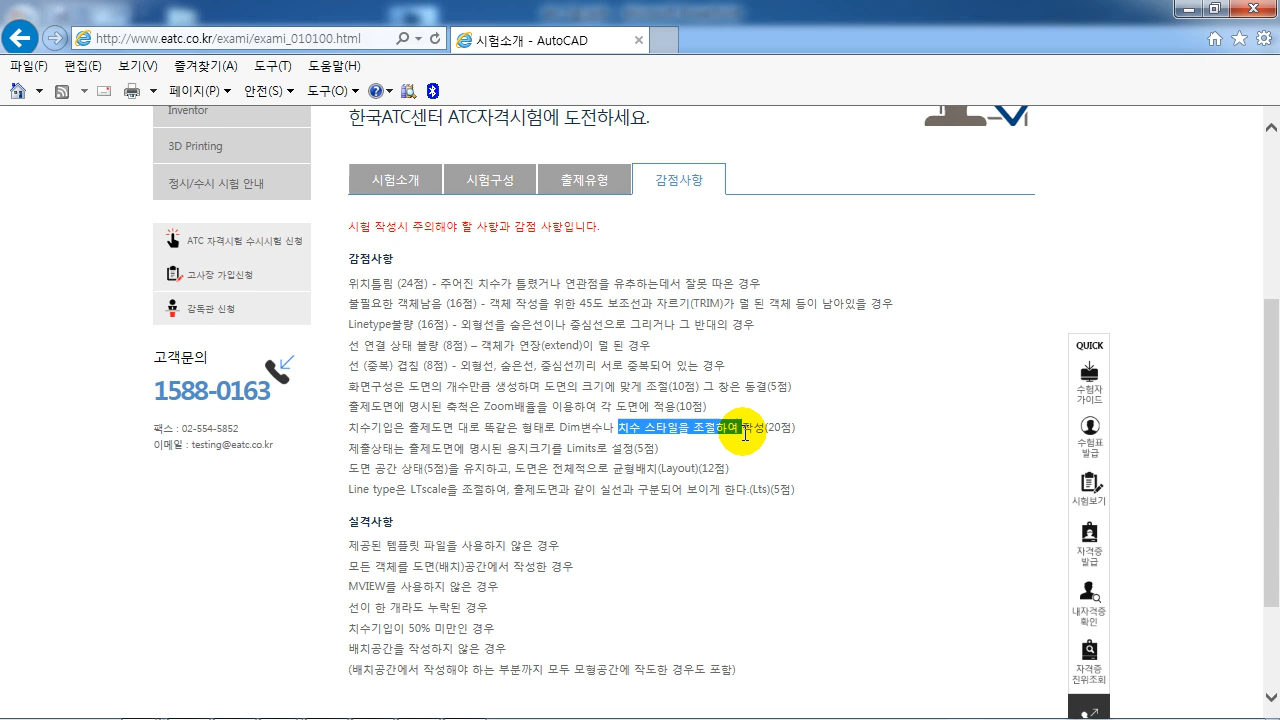 http://www.eatc.co.kr/exami/exami_010100.html
시험소개 - AutoCAD
파일(F) 편집(E) 보기(V) 즐겨찾기(A) 도구(T) 도움말(H)
페이지(P) 안전(S) 도구(O)
Inventor
3D Printing
정시/수시 시험 안내
ATC 자격시험 수시시험 신청
고사장 가입신청
감독관 신청
고객문의
1588-0163
팩스 : 02-554-5852
이메일 : testing@eatc.co.kr
한국ATC센터 ATC자격시험에 도전하세요.
시험소개 시험구성 출제유형 감점사항
시험 작성시 주의해야 할 사항과 감점 사항입니다.
감점사항
위치틀림 (24점) - 주어진 치수가 틀렸거나 연관점을 유추하는데서 잘못 따온 경우
불필요한 객체남음 (16점) - 객체 작성을 위한 45도 보조선과 자르기(TRIM)가 덜 된 객체 등이 남아있을 경우
Linetype불량 (16점) - 외형선을 숨은선이나 중심선으로 그리거나 그 반대의 경우
선 연결 상태 불량 (8점) – 객체가 연장(extend)이 덜 된 경우
선 (중복) 겹침 (8점) - 외형선, 숨은선, 중심선끼리 서로 중복되어 있는 경우
화면구성은 도면의 개수만큼 생성하며 도면의 크기에 맞게 조절(10점) 그 창은 동결(5점)
출제도면에 명시된 축척은 Zoom배율을 이용하여 각 도면에 적용(10점)
치수기입은 출제도면 대로 똑같은 형태로 Dim변수나 치수 스타일을 조절하여 완성(20점)
제출상태는 출제도면에 명시된 용지크기를 Limits로 설정(5점)
도면 공간 상태(5점)을 유지하고, 도면은 전체적으로 균형배치(Layout)(12점)
Line type은 LTscale을 조절하여, 출제도면과 같이 실선과 구분되어 보이게 한다.(Lts)(5점)
실격사항
제공된 템플릿 파일을 사용하지 않은 경우
모든 객체를 도면(배치)공간에서 작성한 경우
MVIEW를 사용하지 않은 경우
선이 한 개라도 누락된 경우
치수기입이 50% 미만인 경우
배치공간을 작성하지 않은 경우
(배치공간에서 작성해야 하는 부분까지 모두 모형공간에 작도한 경우도 포함)
QUICK
수험자
가이드
수험표
발급
시험보기
자격증
발급
내자격증
확인
자격증
진위조회